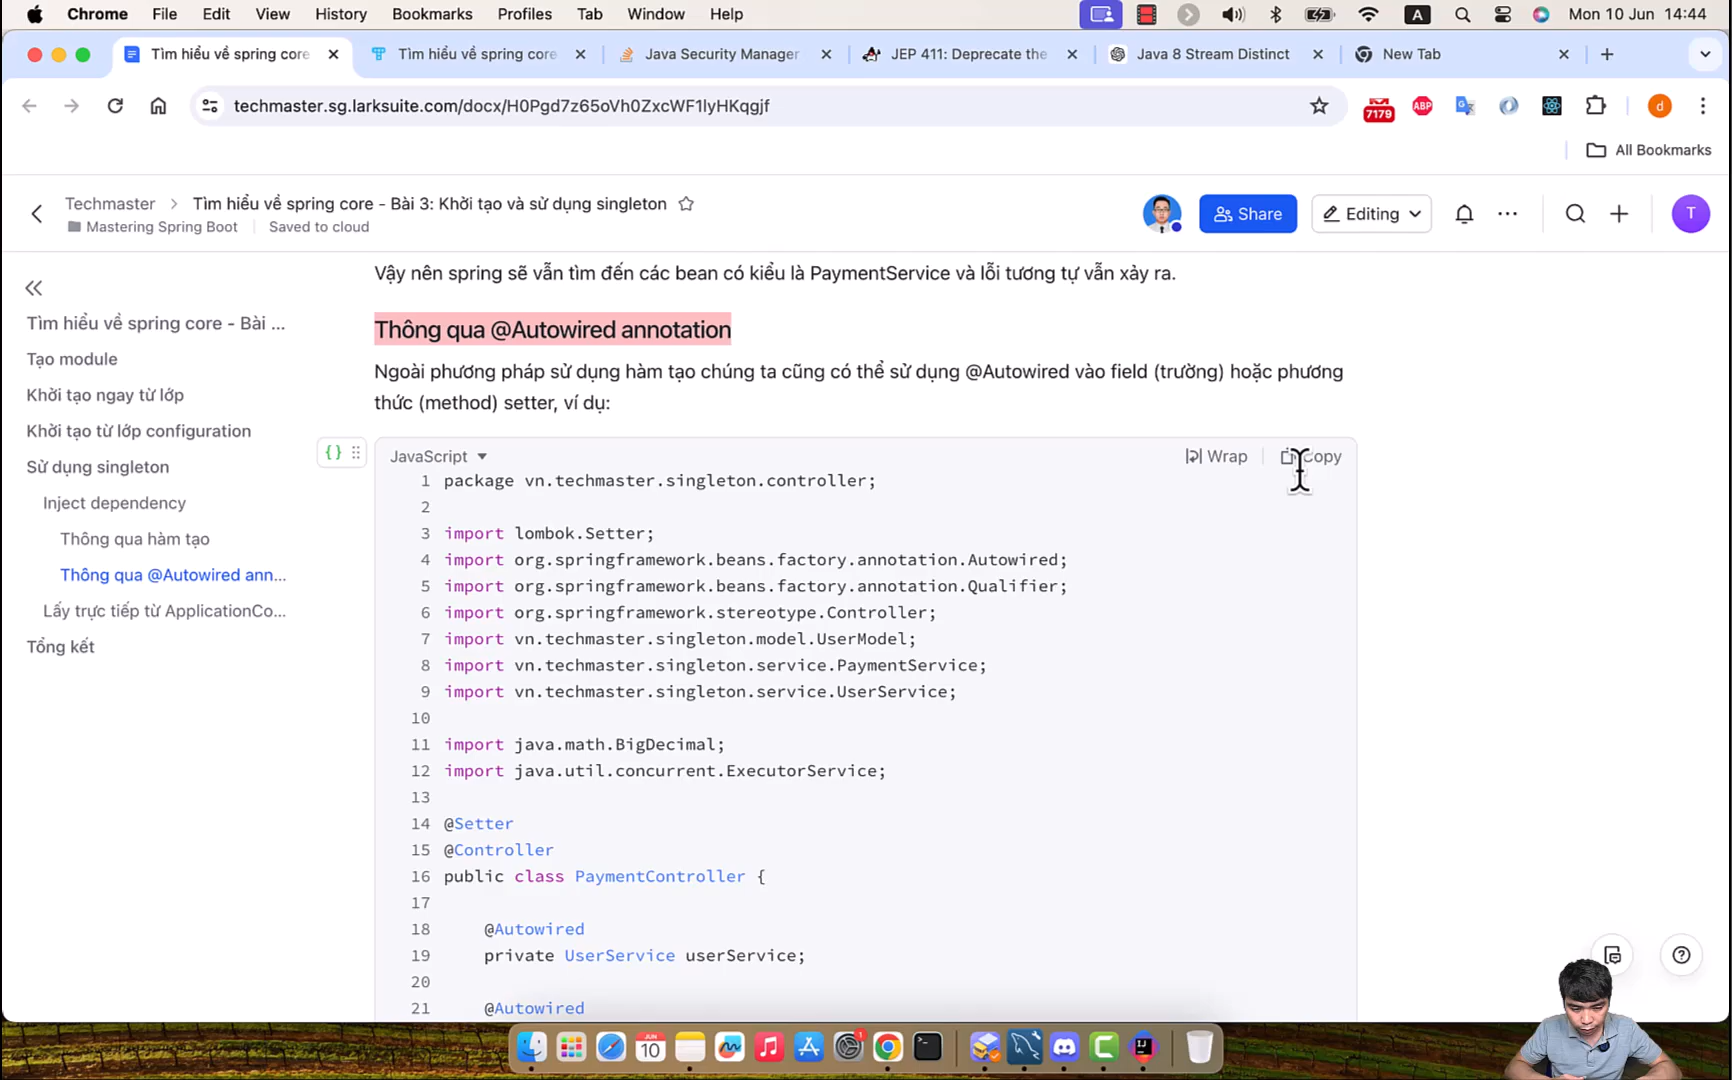 Chrome File Edit View History Bookmarks Profiles Tab Window Help A Mon 10 Jun 14:44
Tìm hiểu về spring core Tìm hiểu về spring core Java Security Manager JEP 411: Deprecate the Java 8 Stream Distinct New Tab
techmaster.sg.larksuite.com/docx/H0Pgd7z65oVh0ZxcWF1lyHKqgjf 7179 ABP d
All Bookmarks
Techmaster Tìm hiểu về spring core - Bài 3: Khởi tạo và sử dụng singleton Share Editing T
Mastering Spring Boot Saved to cloud
Tìm hiểu về spring core - Bài ...
Tạo module
Khởi tạo ngay từ lớp
Khởi tạo từ lớp configuration
Sử dụng singleton
Inject dependency
Thông qua hàm tạo
Thông qua @Autowired ann...
Lấy trực tiếp từ ApplicationCo...
Tổng kết
Vậy nên spring sẽ vẫn tìm đến các bean có kiểu là PaymentService và lỗi tương tự vẫn xảy ra.
Thông qua @Autowired annotation
Ngoài phương pháp sử dụng hàm tạo chúng ta cũng có thể sử dụng @Autowired vào field (trường) hoặc phương
thức (method) setter, ví dụ:
{ } JavaScript Wrap Copy
1 package vn.techmaster.singleton.controller;
2
3 import lombok.Setter;
4 import org.springframework.beans.factory.annotation.Autowired;
5 import org.springframework.beans.factory.annotation.Qualifier;
6 import org.springframework.stereotype.Controller;
7 import vn.techmaster.singleton.model.UserModel;
8 import vn.techmaster.singleton.service.PaymentService;
9 import vn.techmaster.singleton.service.UserService;
10
11 import java.math.BigDecimal;
12 import java.util.concurrent.ExecutorService;
13
14 @Setter
15 @Controller
16 public class PaymentController {
17
18 @Autowired
19 private UserService userService;
20
21 @Autowired
JUN
10
1